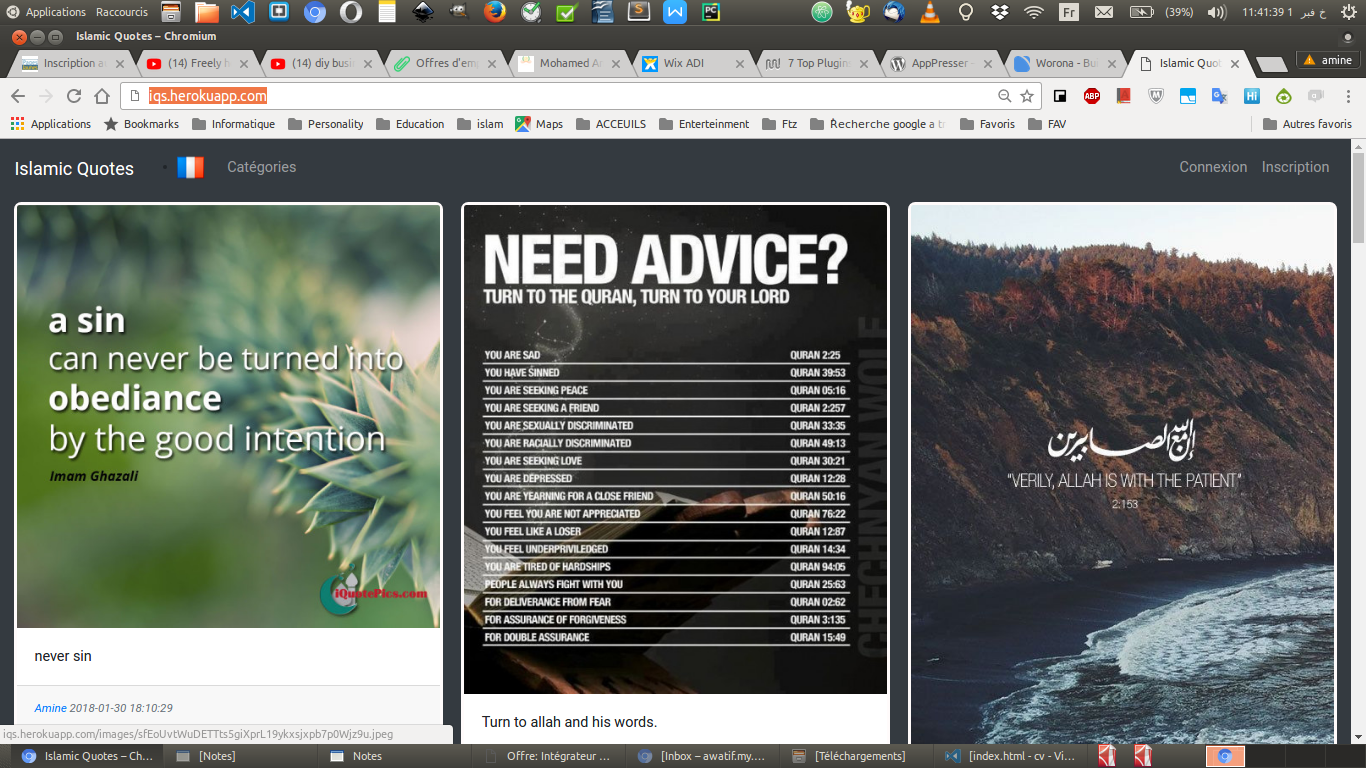 Applications Raccourcis
Fr (39%) 11:41:39 1 خ فبر
Islamic Quotes – Chromium
Inscription a
(14) Freely h
(14) diy busi
Offres d'em
Mohamed Am
Wix ADI
7 Top Plugin
AppPresser
Worona - Bu
Islamic Quot
amine
iqs.herokuapp.com
ABP
Hi
Applications Bookmarks Informatique Personality Education islam Maps ACCEUILS Enterteinment Ftz Recherche google a tr Favoris FAV Autres favoris
Islamic Quotes Catégories Connexion Inscription
a sin
can never be turned into
obediance
by the good intention
Imam Ghazali
iQuotePics.com
never sin
Amine 2018-01-30 18:10:29
NEED ADVICE?
TURN TO THE QURAN, TURN TO YOUR LORD
YOU ARE SAD QURAN 2:25
YOU HAVE SINNED QURAN 39:53
YOU ARE SEEKING PEACE QURAN 05:16
YOU ARE SEEKING A FRIEND QURAN 2:257
YOU ARE SEXUALLY DISCRIMINATED QURAN 33:35
YOU ARE RACIALLY DISCRIMINATED QURAN 49:13
YOU ARE SEEKING LOVE QURAN 30:21
YOU ARE DEPRESSED QURAN 12:28
YOU ARE YEARNING FOR A CLOSE FRIEND QURAN 50:16
YOU FEEL YOU ARE NOT APPRECIATED QURAN 76:22
YOU FEEL LIKE A LOSER QURAN 12:87
YOU FEEL UNDERPRIVILEDGED QURAN 14:34
YOU ARE TIRED OF HARDSHIPS QURAN 94:05
PEOPLE ALWAYS FIGHT WITH YOU QURAN 25:63
FOR DELIVERANCE FROM FEAR QURAN 02:62
FOR ASSURANCE OF FORGIVENESS QURAN 3:135
FOR DOUBLE ASSURANCE QURAN 15:49
CHECHNYAN WOLF
Turn to allah and his words.
إن الله مع الصابرين
"VERILY, ALLAH IS WITH THE PATIENT"
2:153
iqs.herokuapp.com/images/sfEoUvtWuDETTts5giXprL19ykxsjxpb7p0Wjz9u.jpeg
Islamic Quotes – Ch...
[Notes]
Notes
Offre: Intégrateur ...
[Inbox – awatif.my....
[Téléchargements]
[index.html - cv - Vi...